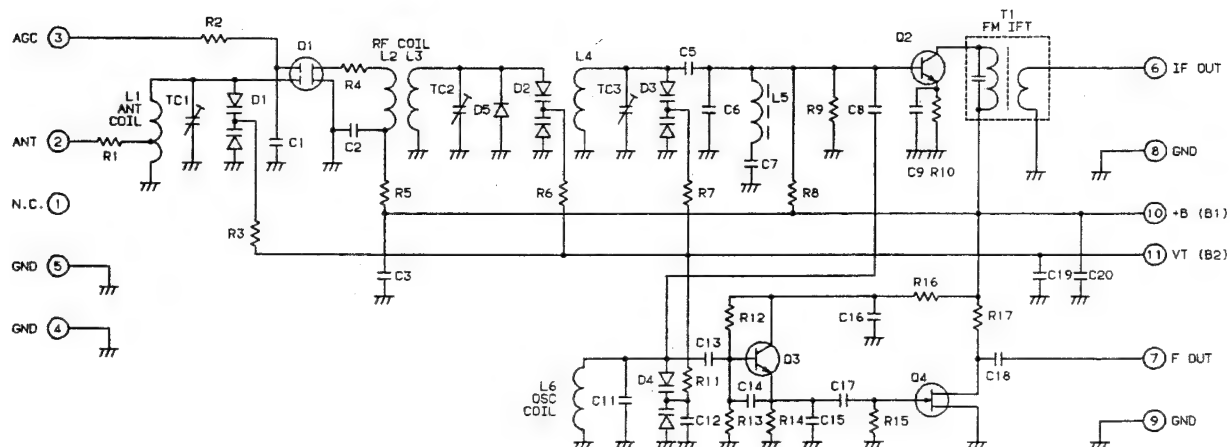 AGC 3
R2
Q1
RF COIL
L2 L3
R4
L1
ANT
COIL
TC1
D1
ANT 2
R1
C1
C2
TC2
D5
D2
L4
TC3
D3
C5
C6
L5
C7
R9
C8
Q2
C9 R10
T1
FM IFT
6 IF OUT
8 GND
N.C. 1
R3
R5
R6
R7
R8
10 +B (B1)
11 VT (B2)
GND 5
C3
C19
C20
GND 4
R12
C16
R16
R17
C13
Q3
7 F OUT
C18
L6
OSC
COIL
C11
D4
R11
C12
C14
R13
R14
C15
C17
R15
Q4
9 GND